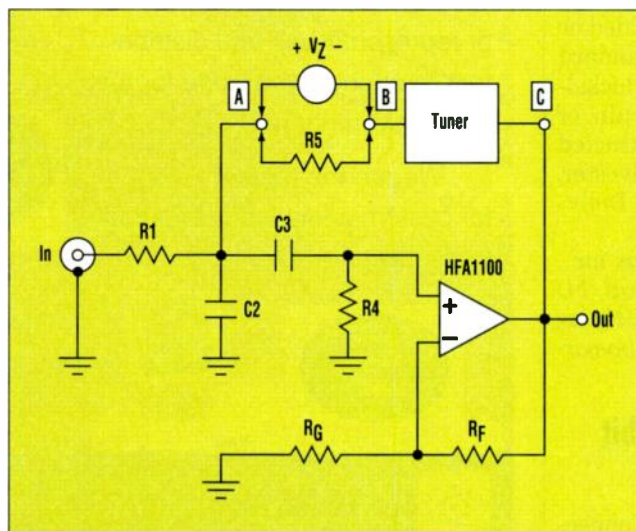 + VZ −
A
B
C
Tuner
R5
In
R1
C3
HFA1100
C2
R4
+
−
Out
RG
RF